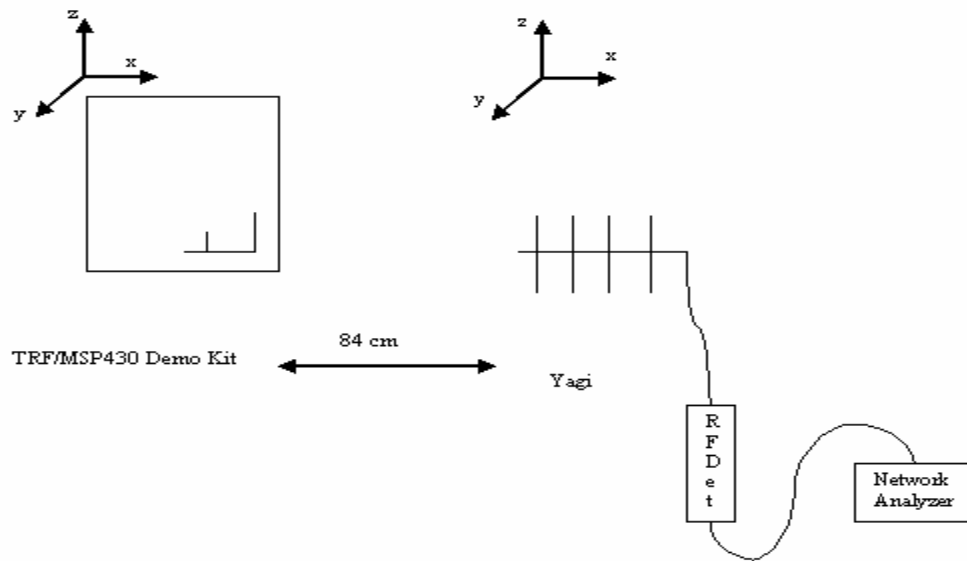 z
x
y
z
x
y
TRF/MSP430 Demo Kit
84 cm
Yagi
R
F
D
e
t
Network
Analyzer